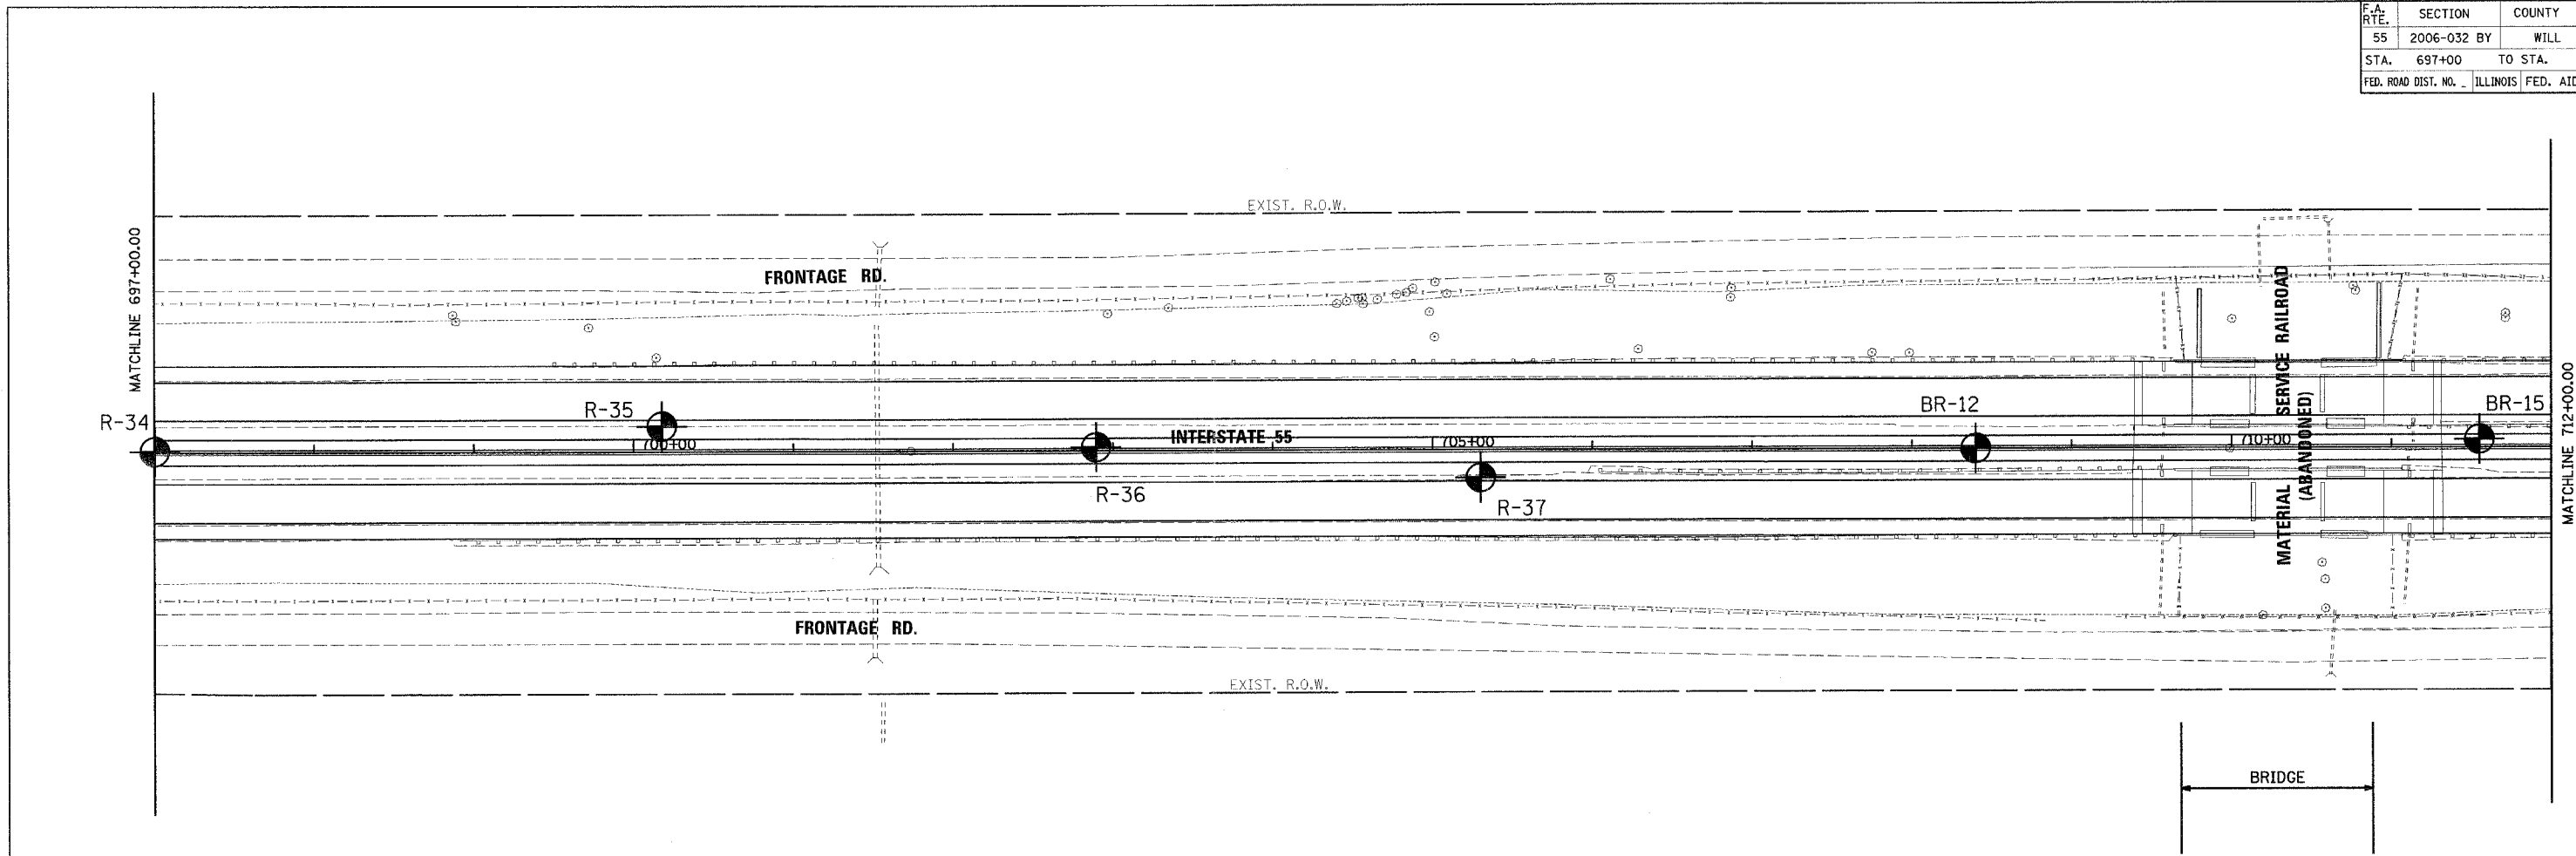 F.A. RTE. SECTION COUNTY
55 2006-032 BY WILL
STA. 697+00 TO STA.
FED. ROAD DIST. NO. _ ILLINOIS FED. AID
EXIST. R.O.W.
MATCHLINE 697+00.00
FRONTAGE RD.
MATERIAL SERVICE RAILROAD
(ABANDONED)
MATCHLINE 712+00.00
R-34
R-35
BR-12
BR-15
700+00
INTERSTATE 55
705+00
710+00
R-36
R-37
FRONTAGE RD.
EXIST. R.O.W.
BRIDGE